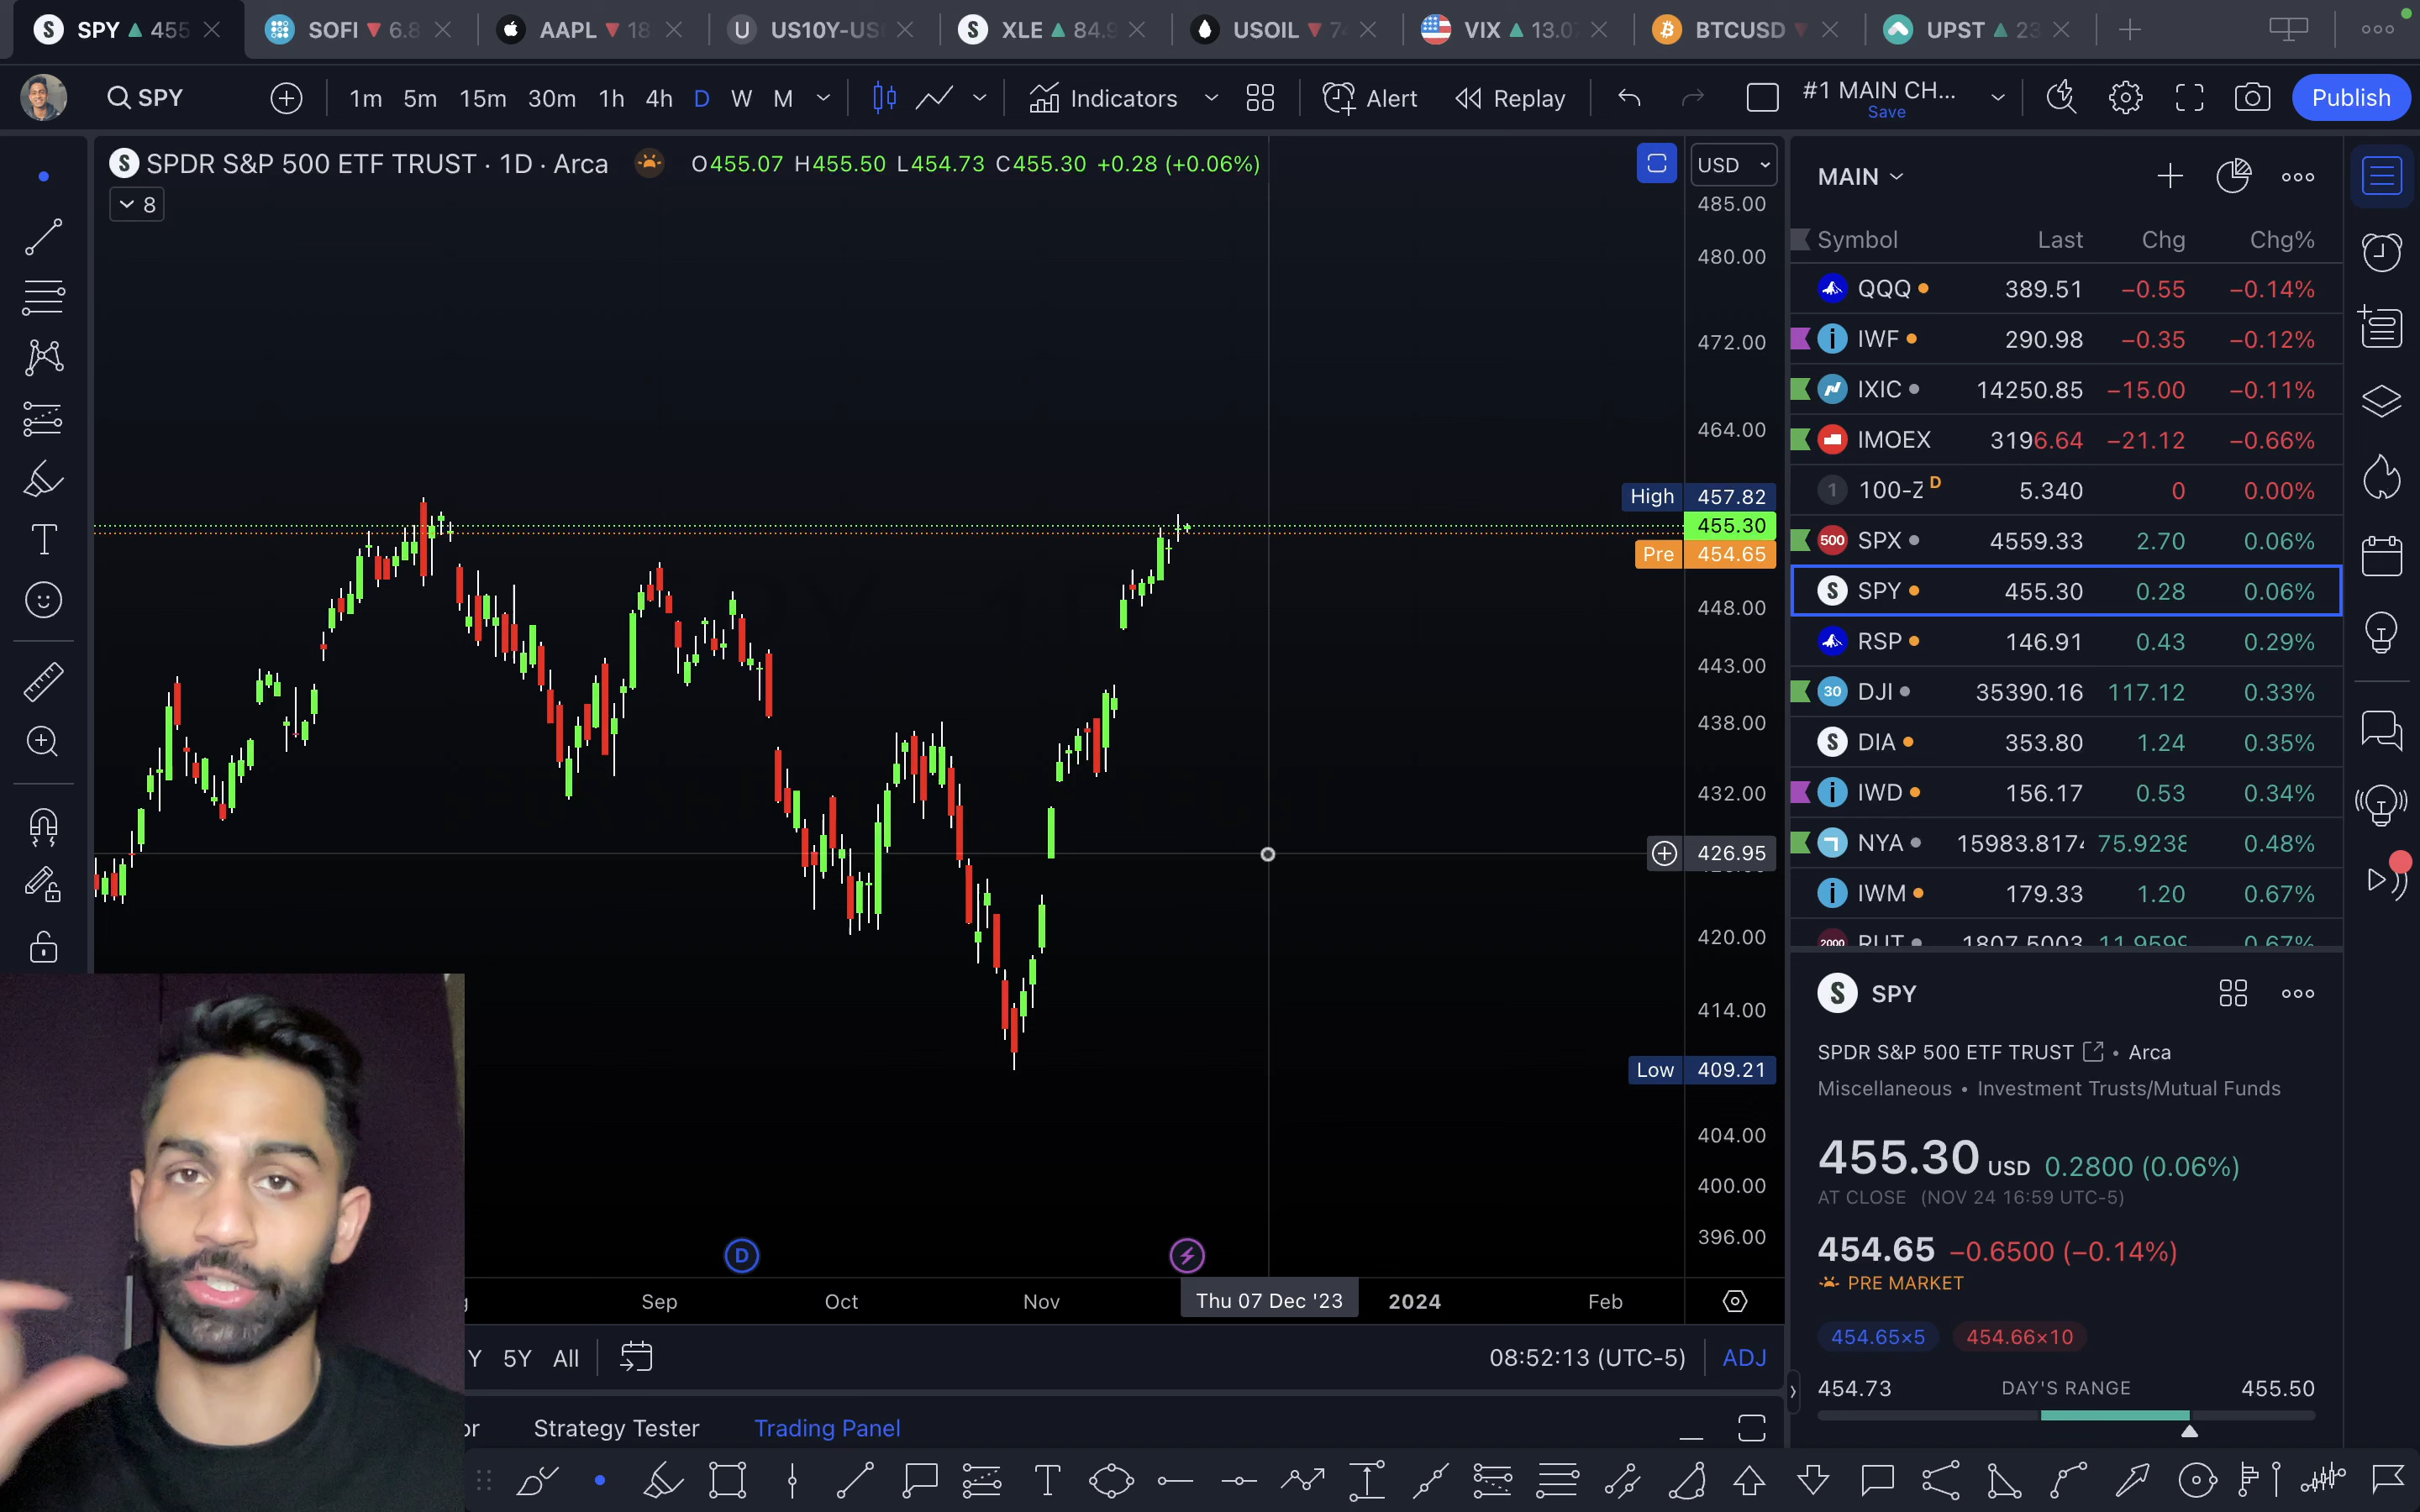 SPY 455 SOFI 6.8 AAPL 18 U US10Y-US XLE 84.9 USOIL 74 VIX 13.0 BTCUSD UPST 23
SPY 1m 5m 15m 30m 1h 4h D W M Indicators Alert Replay #1 MAIN CH... Save Publish
SPDR S&P 500 ETF TRUST · 1D · Arca O455.07 H455.50 L454.73 C455.30 +0.28 (+0.06%)
8
USD
485.00
480.00
472.00
464.00
High 457.82
455.30
Pre 454.65
448.00
443.00
438.00
432.00
426.95
420.00
414.00
Low 409.21
404.00
400.00
396.00
D
Sep Oct Nov Thu 07 Dec '23 2024 Feb
Y 5Y All 08:52:13 (UTC-5) ADJ
or Strategy Tester Trading Panel
T
T
MAIN
Symbol Last Chg Chg%
QQQ 389.51 −0.55 −0.14%
IWF 290.98 −0.35 −0.12%
IXIC 14250.85 −15.00 −0.11%
IMOEX 3196.64 −21.12 −0.66%
1 100-Z D 5.340 0 0.00%
500 SPX 4559.33 2.70 0.06%
SPY 455.30 0.28 0.06%
RSP 146.91 0.43 0.29%
30 DJI 35390.16 117.12 0.33%
DIA 353.80 1.24 0.35%
IWD 156.17 0.53 0.34%
NYA 15983.817 75.923 0.48%
IWM 179.33 1.20 0.67%
2000 RUT 1807.5003 11.959 0.67%
SPY
SPDR S&P 500 ETF TRUST • Arca
Miscellaneous • Investment Trusts/Mutual Funds
455.30 USD 0.2800 (0.06%)
AT CLOSE (NOV 24 16:59 UTC-5)
454.65 −0.6500 (−0.14%)
PRE MARKET
454.65×5 454.66×10
454.73 DAY'S RANGE 455.50